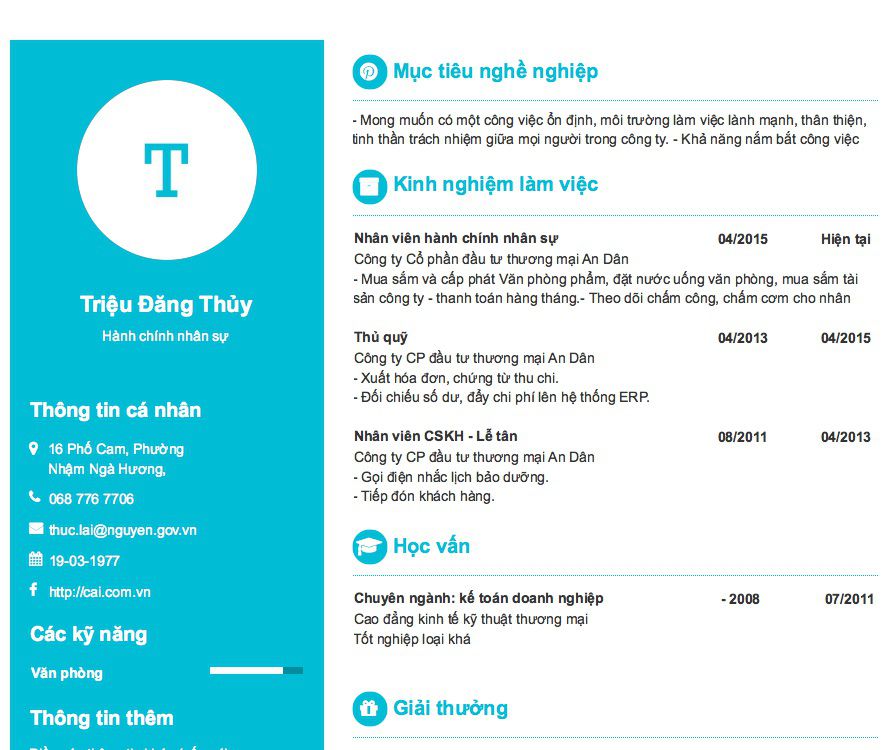 T
Triệu Đăng Thủy
Hành chính nhân sự
Thông tin cá nhân
16 Phố Cam, Phường
Nhậm Ngà Hương,
068 776 7706
thuc.lai@nguyen.gov.vn
19-03-1977
http://cai.com.vn
Các kỹ năng
Văn phòng
Thông tin thêm
Mục tiêu nghề nghiệp
- Mong muốn có một công việc ổn định, môi trường làm việc lành mạnh, thân thiện,
tinh thần trách nhiệm giữa mọi người trong công ty. - Khả năng nắm bắt công việc
Kinh nghiệm làm việc
Nhân viên hành chính nhân sự 04/2015 Hiện tại
Công ty Cổ phần đầu tư thương mại An Dân
- Mua sắm và cấp phát Văn phòng phẩm, đặt nước uống văn phòng, mua sắm tài
sản công ty - thanh toán hàng tháng.- Theo dõi chấm công, chấm cơm cho nhân
Thủ quỹ 04/2013 04/2015
Công ty CP đầu tư thương mại An Dân
- Xuất hóa đơn, chứng từ thu chi.
- Đối chiếu số dư, đẩy chi phí lên hệ thống ERP.
Nhân viên CSKH - Lễ tân 08/2011 04/2013
Công ty CP đầu tư thương mại An Dân
- Gọi điện nhắc lịch bảo dưỡng.
- Tiếp đón khách hàng.
Học vấn
Chuyên ngành: kế toán doanh nghiệp - 2008 07/2011
Cao đẳng kinh tế kỹ thuật thương mại
Tốt nghiệp loại khá
Giải thưởng